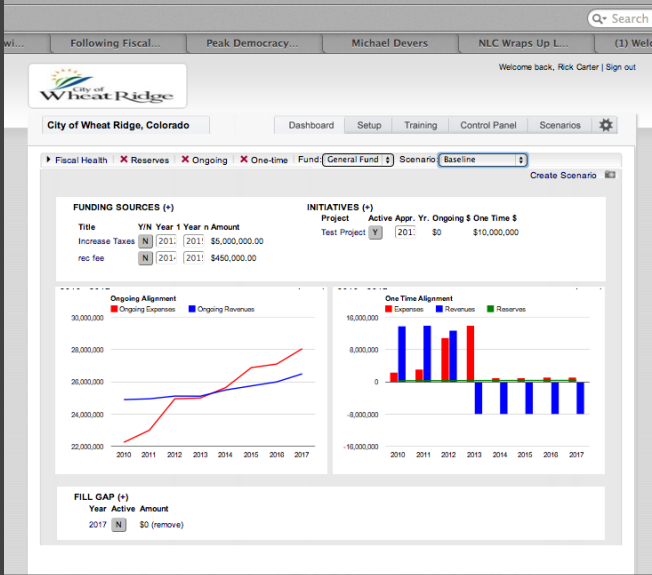 Search
wi...
Following Fiscal...
Peak Democracy...
Michael Devers
NLC Wraps Up L...
(1) Welc
Welcome back, Rick Carter | Sign out
City of
Wheat Ridge
City of Wheat Ridge, Colorado
Dashboard
Setup
Training
Control Panel
Scenarios
Fiscal Health
Reserves
Ongoing
One-time
Fund: General Fund
Scenario: Baseline
Create Scenario
FUNDING SOURCES (+)
Title Y/N Year 1 Year n Amount
Increase Taxes N 201 201 $5,000,000.00
rec fee N 201 201 $450,000.00
INITIATIVES (+)
Project Active Appr. Yr. Ongoing $ One Time $
Test Project Y 201 $0 $10,000,000
Ongoing Alignment
Ongoing Expenses Ongoing Revenues
30,000,000
28,000,000
26,000,000
24,000,000
22,000,000
2010 2011 2012 2013 2014 2015 2016 2017
One Time Alignment
Expenses Revenues Reserves
16,000,000
8,000,000
0
-8,000,000
-16,000,000
2010 2011 2012 2013 2014 2015 2016 2017
FILL GAP (+)
Year Active Amount
2017 N $0 (remove)